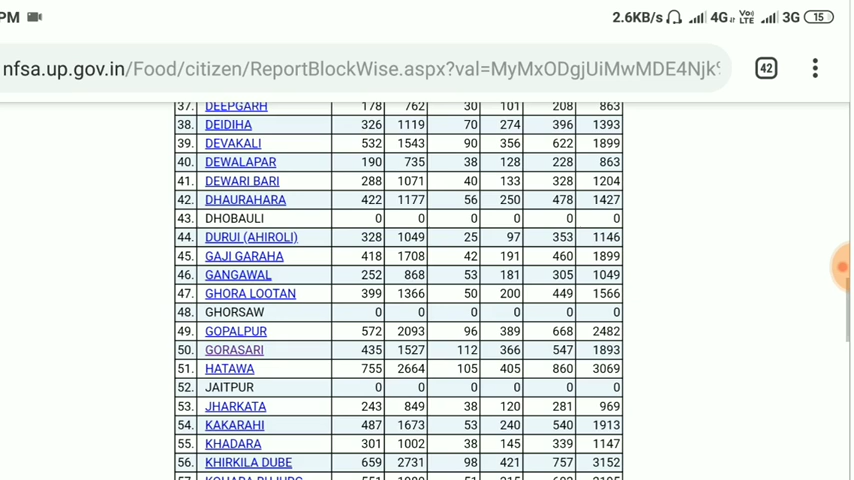 PM 2.6KB/s 4G Vo) LTE 3G 15
nfsa.up.gov.in/Food/citizen/ReportBlockWise.aspx?val=MyMxODgjUiMwMDE4Njk% 42
37. DEEPGARH 178 762 30 101 208 863
38. DEIDIHA 326 1119 70 274 396 1393
39. DEVAKALI 532 1543 90 356 622 1899
40. DEWALAPAR 190 735 38 128 228 863
41. DEWARI BARI 288 1071 40 133 328 1204
42. DHAURAHARA 422 1177 56 250 478 1427
43. DHOBAULI 0 0 0 0 0 0
44. DURUI (AHIROLI) 328 1049 25 97 353 1146
45. GAJI GARAHA 418 1708 42 191 460 1899
46. GANGAWAL 252 868 53 181 305 1049
47. GHORA LOOTAN 399 1366 50 200 449 1566
48. GHORSAW 0 0 0 0 0 0
49. GOPALPUR 572 2093 96 389 668 2482
50. GORASARI 435 1527 112 366 547 1893
51. HATAWA 755 2664 105 405 860 3069
52. JAITPUR 0 0 0 0 0 0
53. JHARKATA 243 849 38 120 281 969
54. KAKARAHI 487 1673 53 240 540 1913
55. KHADARA 301 1002 38 145 339 1147
56. KHIRKILA DUBE 659 2731 98 421 757 3152